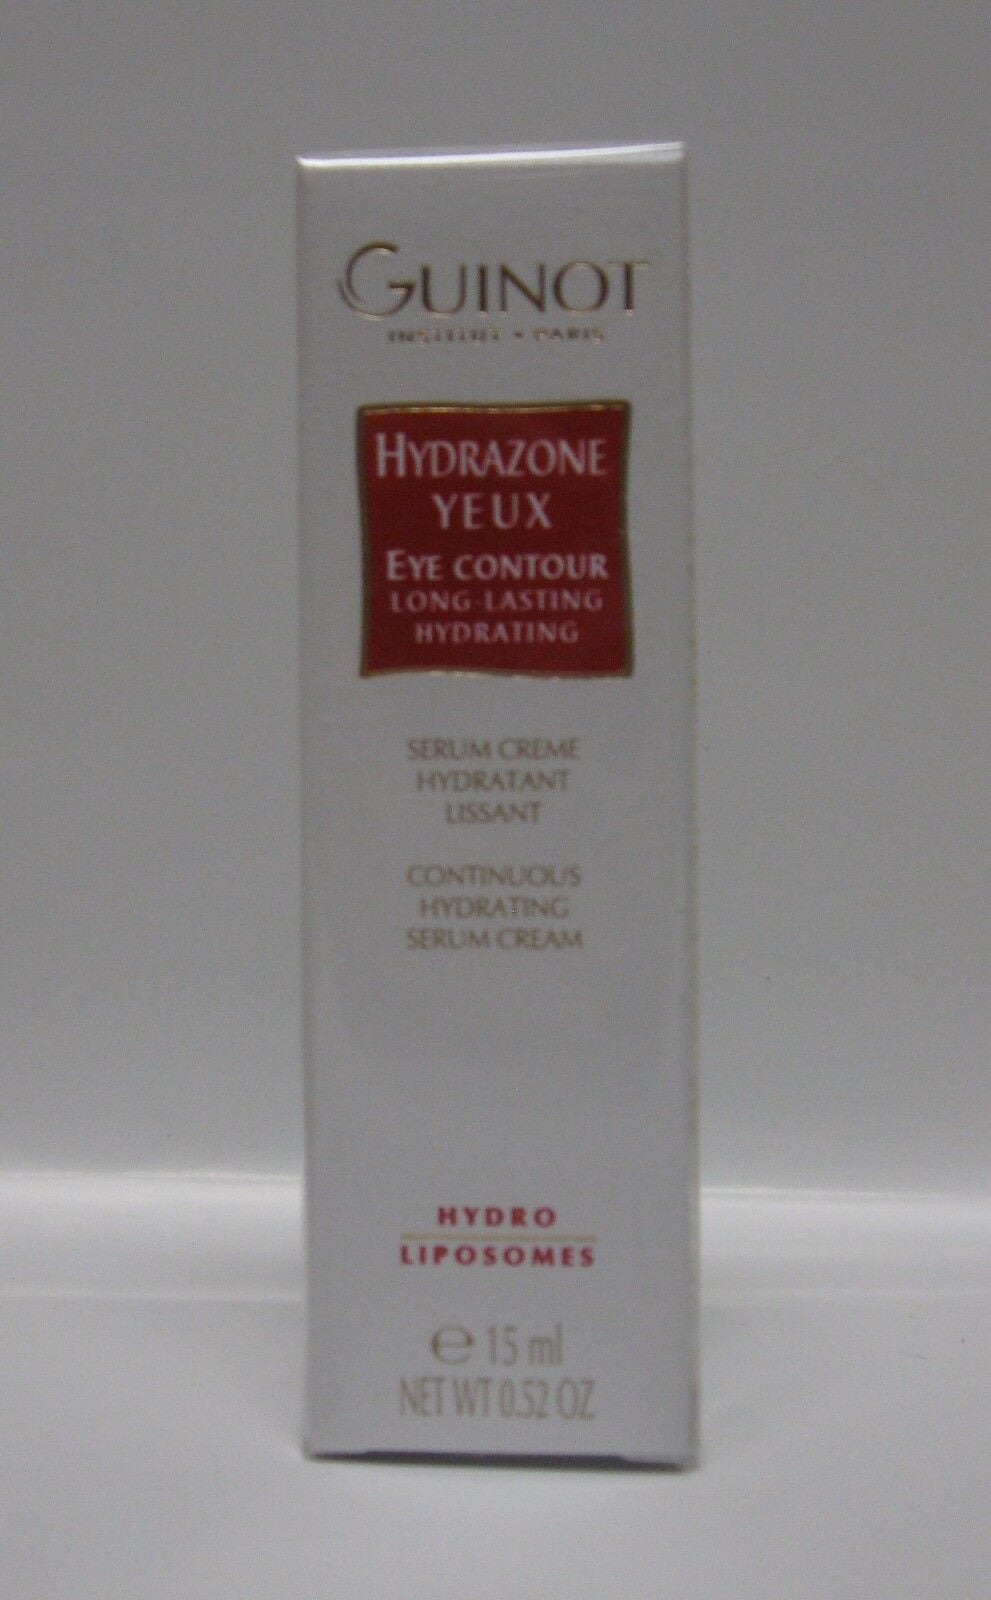 GUINOT
INSTITUT • PARIS
HYDRAZONE
YEUX
EYE CONTOUR
LONG-LASTING
HYDRATING
SERUM CREME
HYDRATANT
LISSANT
CONTINUOUS
HYDRATING
SERUM CREAM
HYDRO
LIPOSOMES
℮ 15 ml
NET WT 0.52 OZ